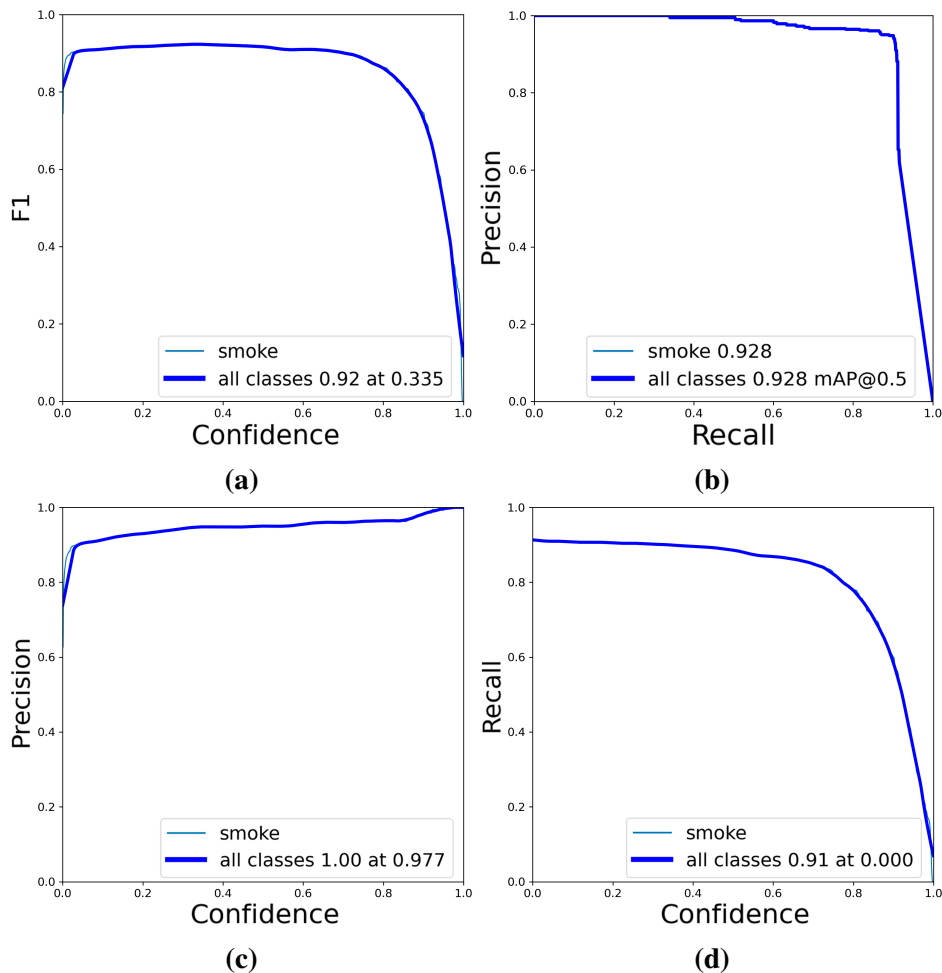 1.0
0.8
0.6
0.4
0.2
0.0
F1
smoke
all classes 0.92 at 0.335
0.0 0.2 0.4 0.6 0.8 1.0
Confidence
(a)
1.0
0.8
0.6
0.4
0.2
0.0
Precision
smoke 0.928
all classes 0.928 mAP@0.5
0.0 0.2 0.4 0.6 0.8 1.0
Recall
(b)
1.0
0.8
0.6
0.4
0.2
0.0
Precision
smoke
all classes 1.00 at 0.977
0.0 0.2 0.4 0.6 0.8 1.0
Confidence
(c)
1.0
0.8
0.6
0.4
0.2
0.0
Recall
smoke
all classes 0.91 at 0.000
0.0 0.2 0.4 0.6 0.8 1.0
Confidence
(d)